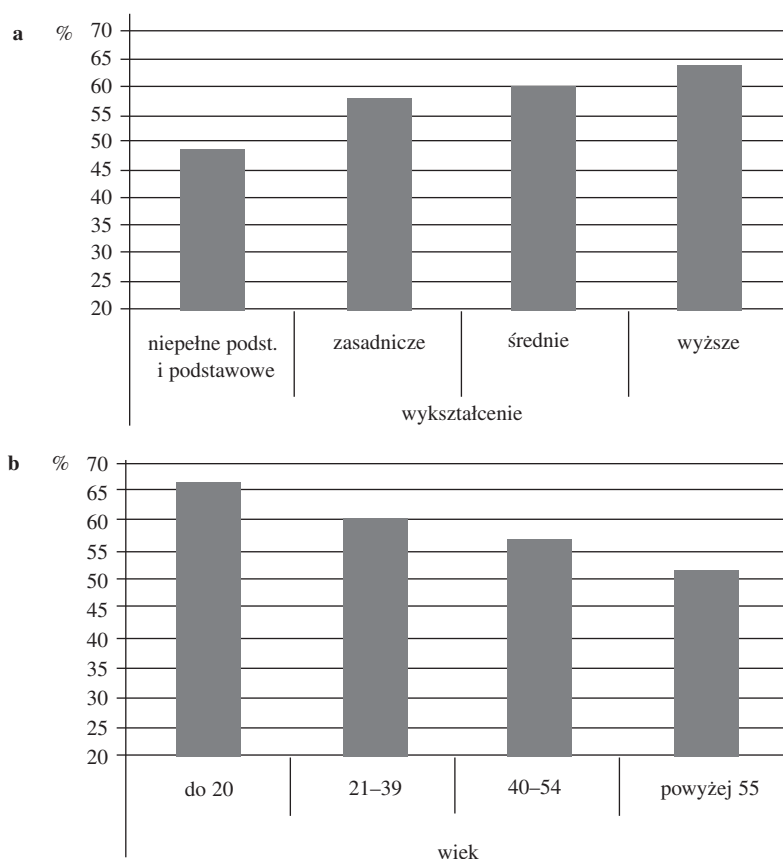 a % 70
65
60
55
50
45
40
35
30
25
20
niepełne podst. zasadnicze średnie wyższe
i podstawowe
wykształcenie
b % 70
65
60
55
50
45
40
35
30
25
20
do 20 21–39 40–54 powyżej 55
wiek